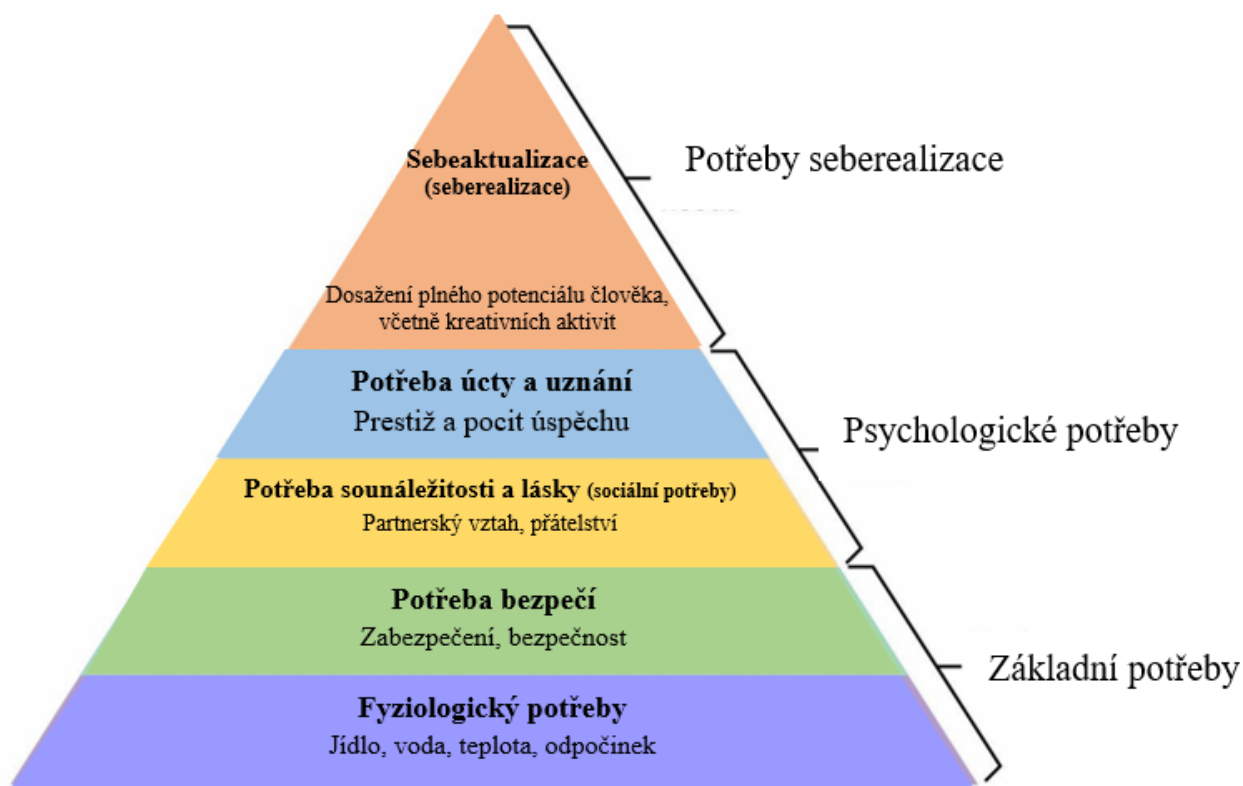 Sebeaktualizace
(seberealizace)
Potřeby seberealizace
Dosažení plného potenciálu člověka,
včetně kreativních aktivit
Potřeba úcty a uznání
Prestiž a pocit úspěchu
Psychologické potřeby
Potřeba sounáležitosti a lásky (sociální potřeby)
Partnerský vztah, přátelství
Potřeba bezpečí
Zabezpečení, bezpečnost
Základní potřeby
Fyziologický potřeby
Jídlo, voda, teplota, odpočinek